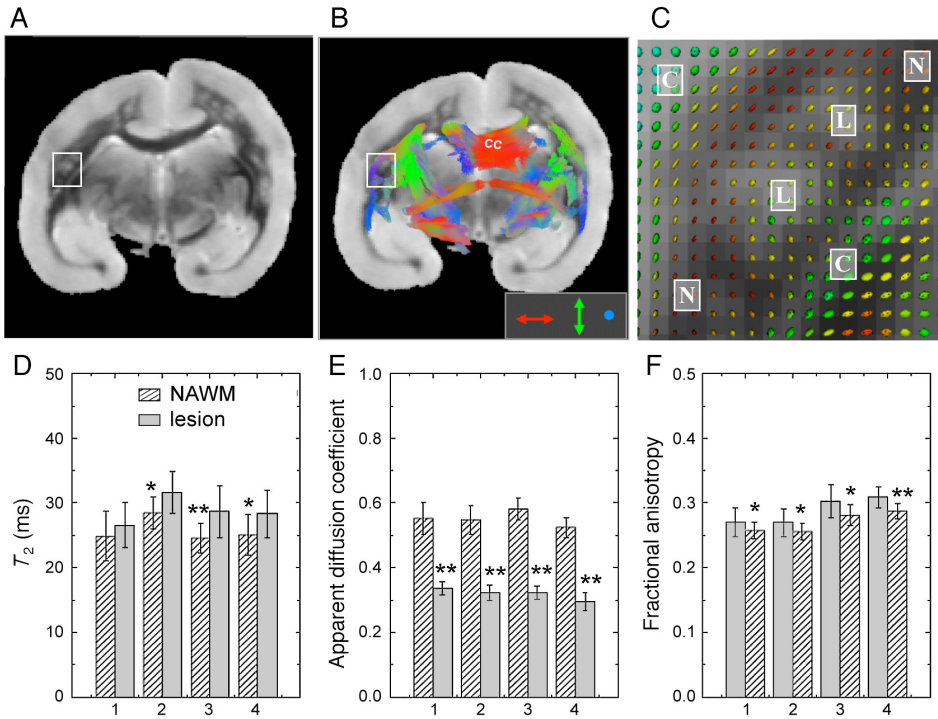 A
B
C
CC
C
N
L
L
C
N
D
E
F
T2 (ms)
50
40
30
20
10
0
NAWM
lesion
*
**
*
1 2 3 4
Apparent diffusion coefficient
1.0
0.8
0.6
0.4
0.2
0.0
** ** ** **
1 2 3 4
Fractional anisotropy
0.5
0.4
0.3
0.2
0.1
0.0
* * * **
1 2 3 4